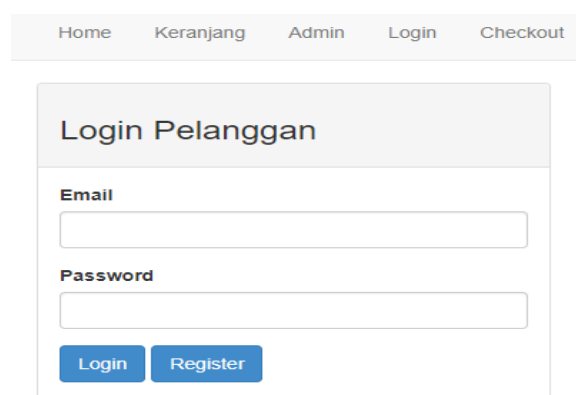 Home Keranjang Admin Login Checkout
Login Pelanggan
Email
Password
Login Register